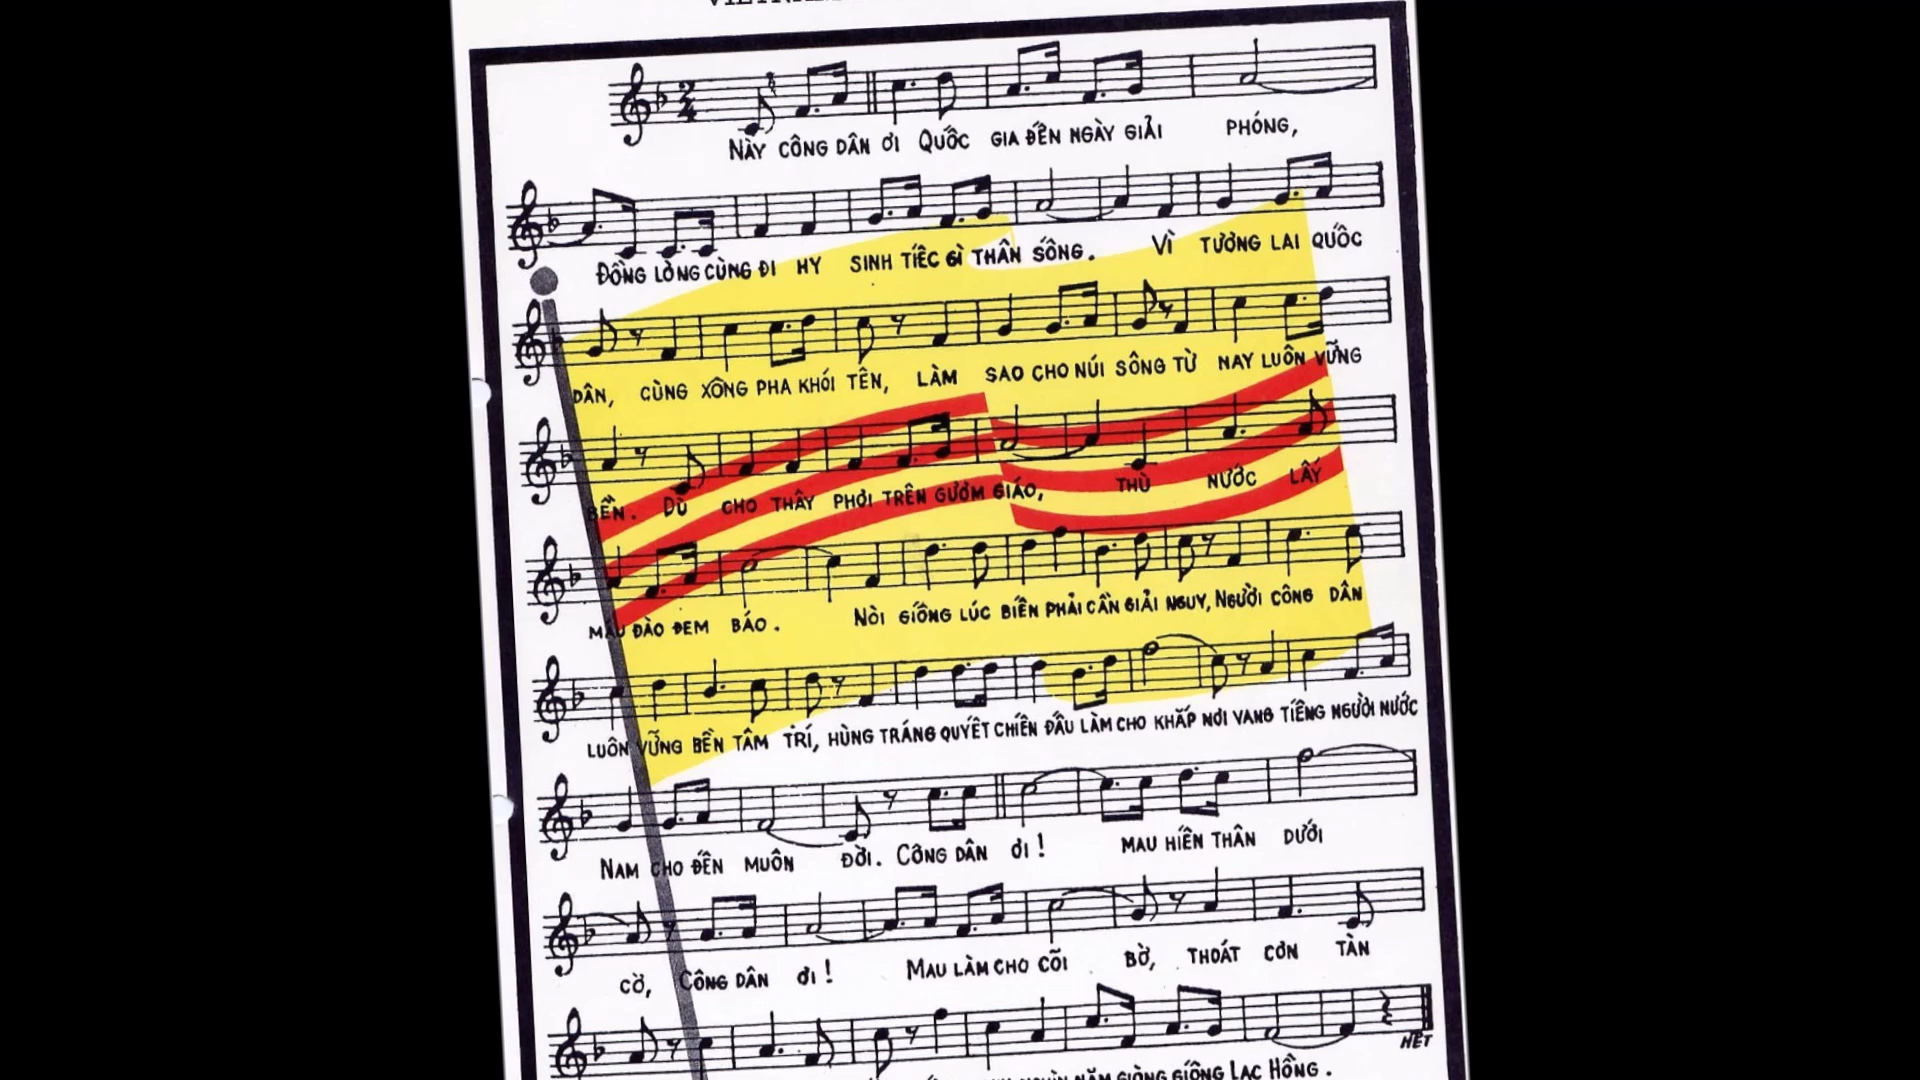 NÀY CÔNG DÂN ƠI QUỐC GIA ĐẾN NGÀY GIẢI PHÓNG,
ĐỒNG LÒNG CÙNG ĐI HY SINH TIẾC GÌ THÂN SỐNG. VÌ TƯƠNG LAI QUỐC
DÂN, CÙNG XÔNG PHA KHÓI TÊN, LÀM SAO CHO NÚI SÔNG TỪ NAY LUÔN VỮNG
BỀN. DÙ CHO THÂY PHƠI TRÊN GƯƠM GIÁO, THÙ NƯỚC LẤY
MÁU ĐÀO ĐEM BÁO. NÒI GIỐNG LÚC BIẾN PHẢI CẦN GIẢI NGUY, NGƯỜI CÔNG DÂN
LUÔN VỮNG BỀN TÂM TRÍ, HÙNG TRÁNG QUYẾT CHIẾN ĐẤU LÀM CHO KHẮP NƠI VANG TIẾNG NGƯỜI NƯỚC
NAM CHO ĐẾN MUÔN ĐỜI. CÔNG DÂN ƠI! MAU HIẾN THÂN DƯỚI
CỜ, CÔNG DÂN ƠI! MAU LÀM CHO CÕI BỜ, THOÁT CƠN TÀN
HẾT
NĂM GIÒNG GIỐNG LẠC HỒNG.